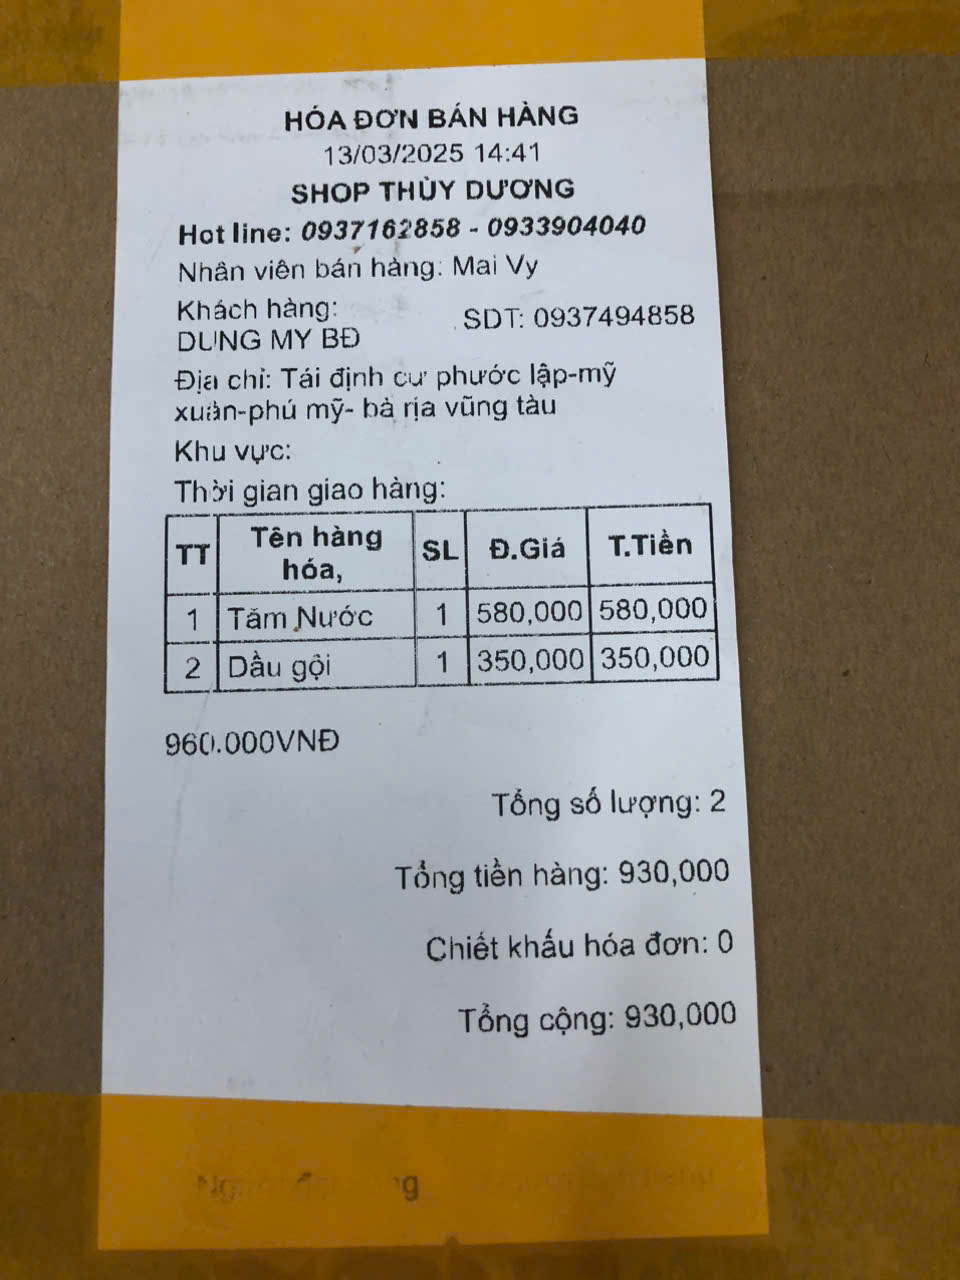 HÓA ĐƠN BÁN HÀNG
13/03/2025 14:41
SHOP THÙY DƯƠNG
Hot line: 0937162858 - 0933904040
Nhân viên bán hàng: Mai Vy
Khách hàng:
DUNG MY BĐ
SDT: 0937494858
Địa chỉ: Tái định cư phước lập-mỹ
xuân-phú mỹ- bà rịa vũng tàu
Khu vực:
Thời gian giao hàng:
TT Tên hàng hóa, SL Đ.Giá T.Tiền
1 Tăm Nước 1 580,000 580,000
2 Dầu gội 1 350,000 350,000
960.000VNĐ
Tổng số lượng: 2
Tổng tiền hàng: 930,000
Chiết khấu hóa đơn: 0
Tổng cộng: 930,000